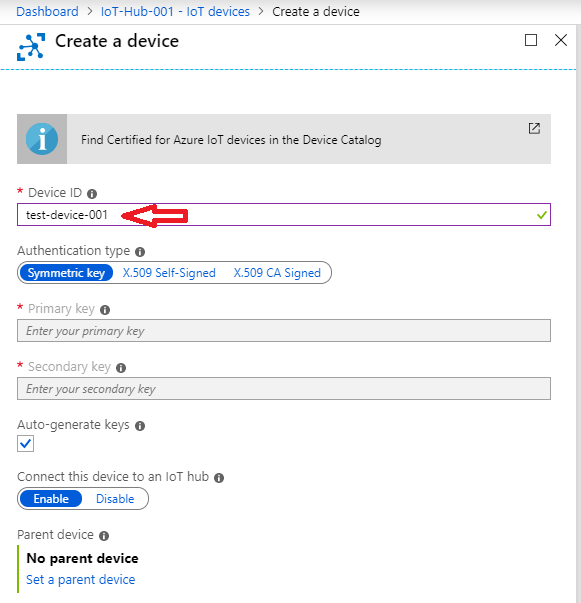 Dashboard > IoT-Hub-001 - IoT devices > Create a device
Create a device
Find Certified for Azure IoT devices in the Device Catalog
* Device ID
test-device-001
Authentication type
Symmetric key X.509 Self-Signed X.509 CA Signed
* Primary key
Enter your primary key
* Secondary key
Enter your secondary key
Auto-generate keys
Connect this device to an IoT hub
Enable Disable
Parent device
No parent device
Set a parent device